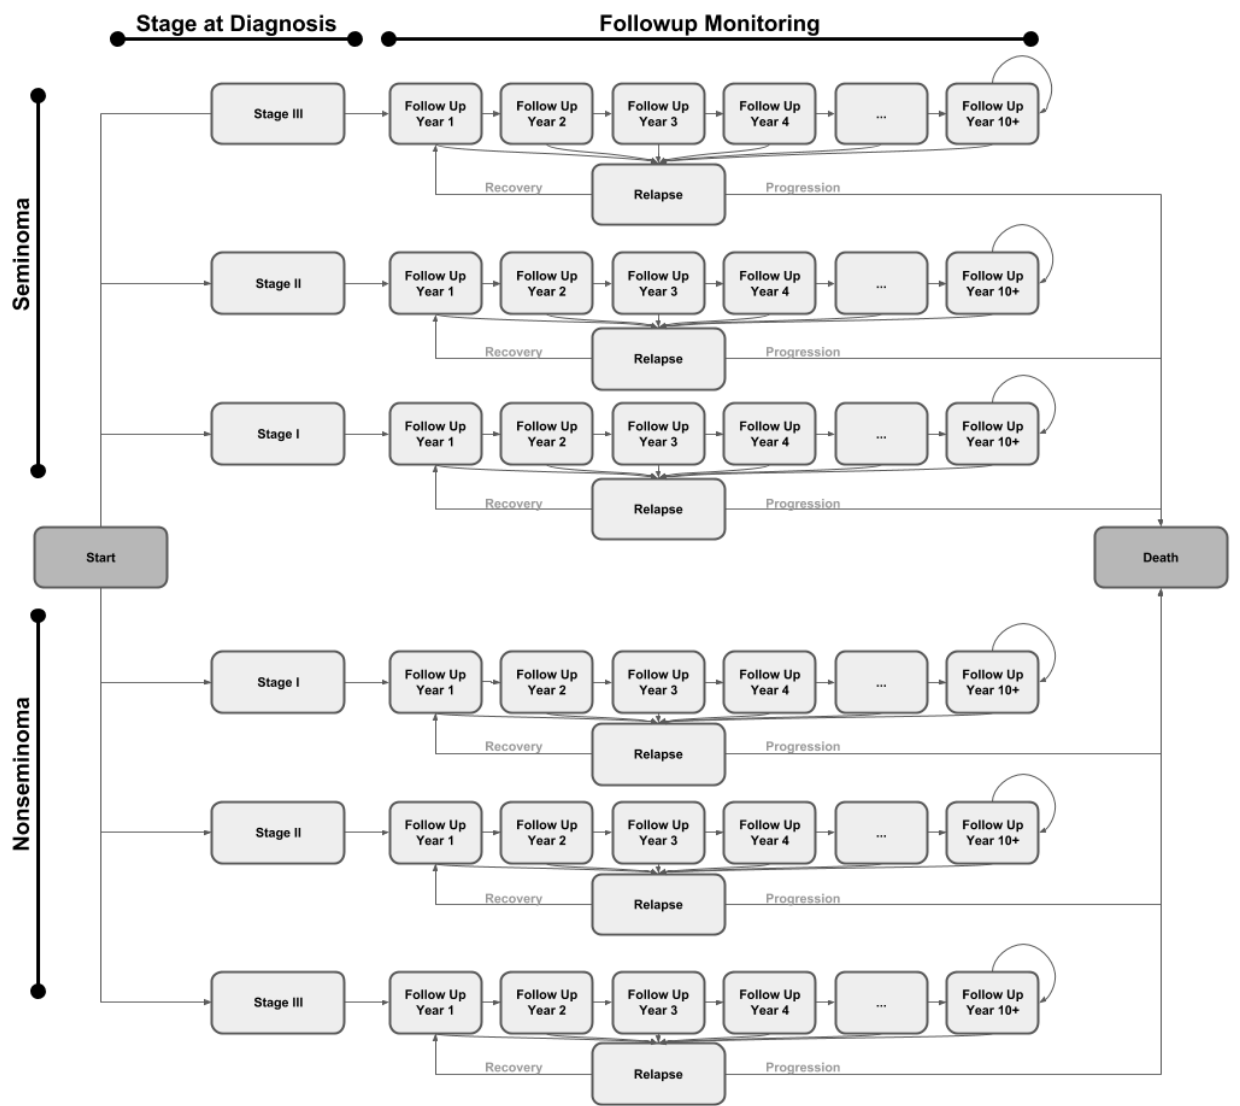 Stage at Diagnosis
Followup Monitoring
Seminoma
Stage III
Follow Up
Year 1
Follow Up
Year 2
Follow Up
Year 3
Follow Up
Year 4
...
Follow Up
Year 10+
Recovery
Relapse
Progression
Stage II
Follow Up
Year 1
Follow Up
Year 2
Follow Up
Year 3
Follow Up
Year 4
...
Follow Up
Year 10+
Recovery
Relapse
Progression
Stage I
Follow Up
Year 1
Follow Up
Year 2
Follow Up
Year 3
Follow Up
Year 4
...
Follow Up
Year 10+
Recovery
Relapse
Progression
Start
Death
Nonseminoma
Stage I
Follow Up
Year 1
Follow Up
Year 2
Follow Up
Year 3
Follow Up
Year 4
...
Follow Up
Year 10+
Recovery
Relapse
Progression
Stage II
Follow Up
Year 1
Follow Up
Year 2
Follow Up
Year 3
Follow Up
Year 4
...
Follow Up
Year 10+
Recovery
Relapse
Progression
Stage III
Follow Up
Year 1
Follow Up
Year 2
Follow Up
Year 3
Follow Up
Year 4
...
Follow Up
Year 10+
Recovery
Relapse
Progression